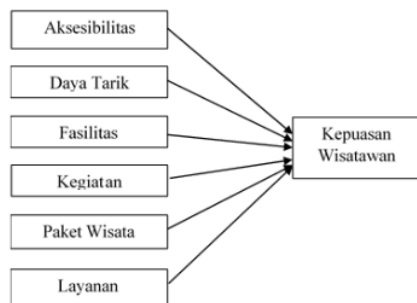 Aksesibilitas
Daya Tarik
Fasilitas
Kegiatan
Paket Wisata
Layanan
Kepuasan
Wisatawan